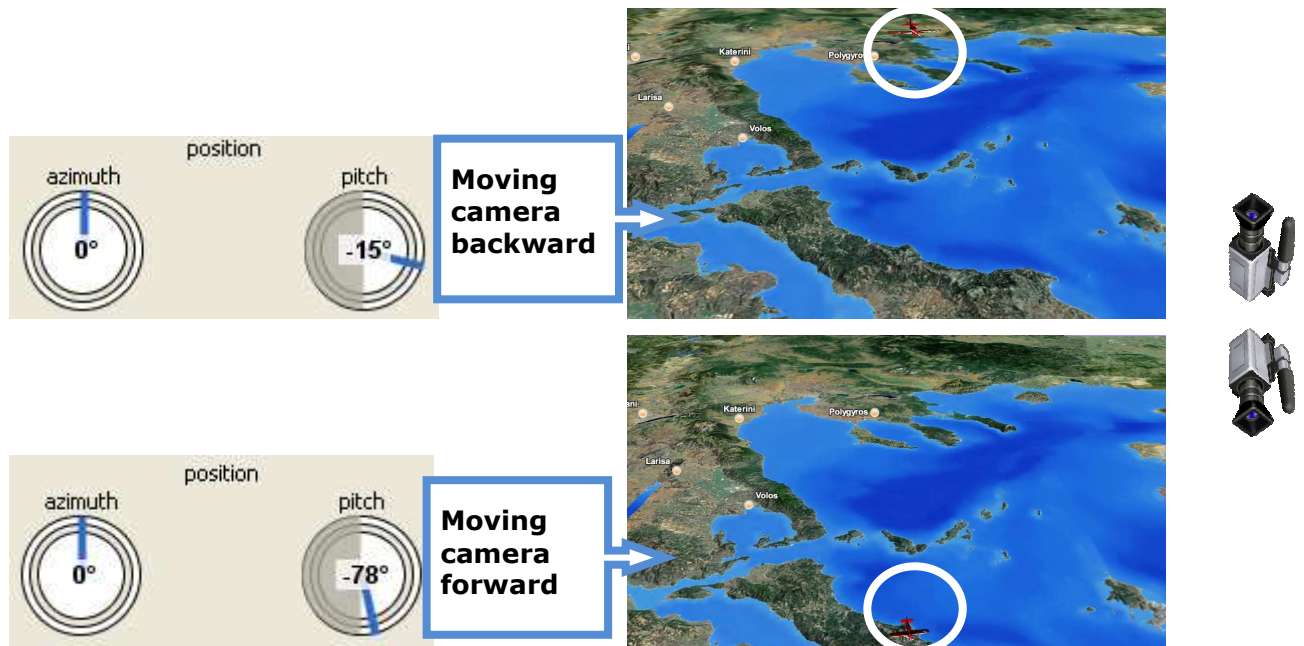 position
azimuth
pitch
0°
-15°
Moving
camera
backward
Katerini
Polygyros
Larisa
Volos
position
azimuth
pitch
0°
-78°
Moving
camera
forward
ani
Katerini
Polygyros
Larisa
Volos